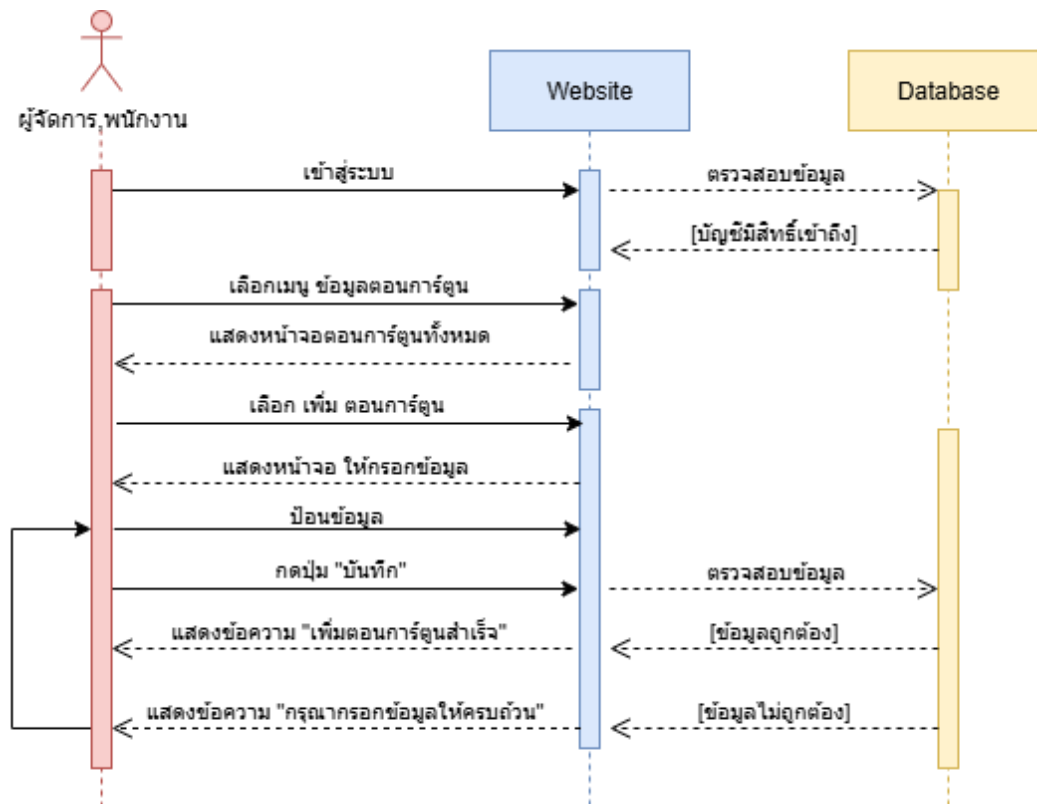 Website
Database
ผู้จัดการ,พนักงาน
เข้าสู่ระบบ
ตรวจสอบข้อมูล
[บัญชีมีสิทธิ์เข้าถึง]
เลือกเมนู ข้อมูลตอนการ์ตูน
แสดงหน้าจอตอนการ์ตูนทั้งหมด
เลือก เพิ่ม ตอนการ์ตูน
แสดงหน้าจอ ให้กรอกข้อมูล
ป้อนข้อมูล
กดปุ่ม "บันทึก"
ตรวจสอบข้อมูล
แสดงข้อความ "เพิ่มตอนการ์ตูนสำเร็จ"
[ข้อมูลถูกต้อง]
แสดงข้อความ "กรุณากรอกข้อมูลให้ครบถ้วน"
[ข้อมูลไม่ถูกต้อง]